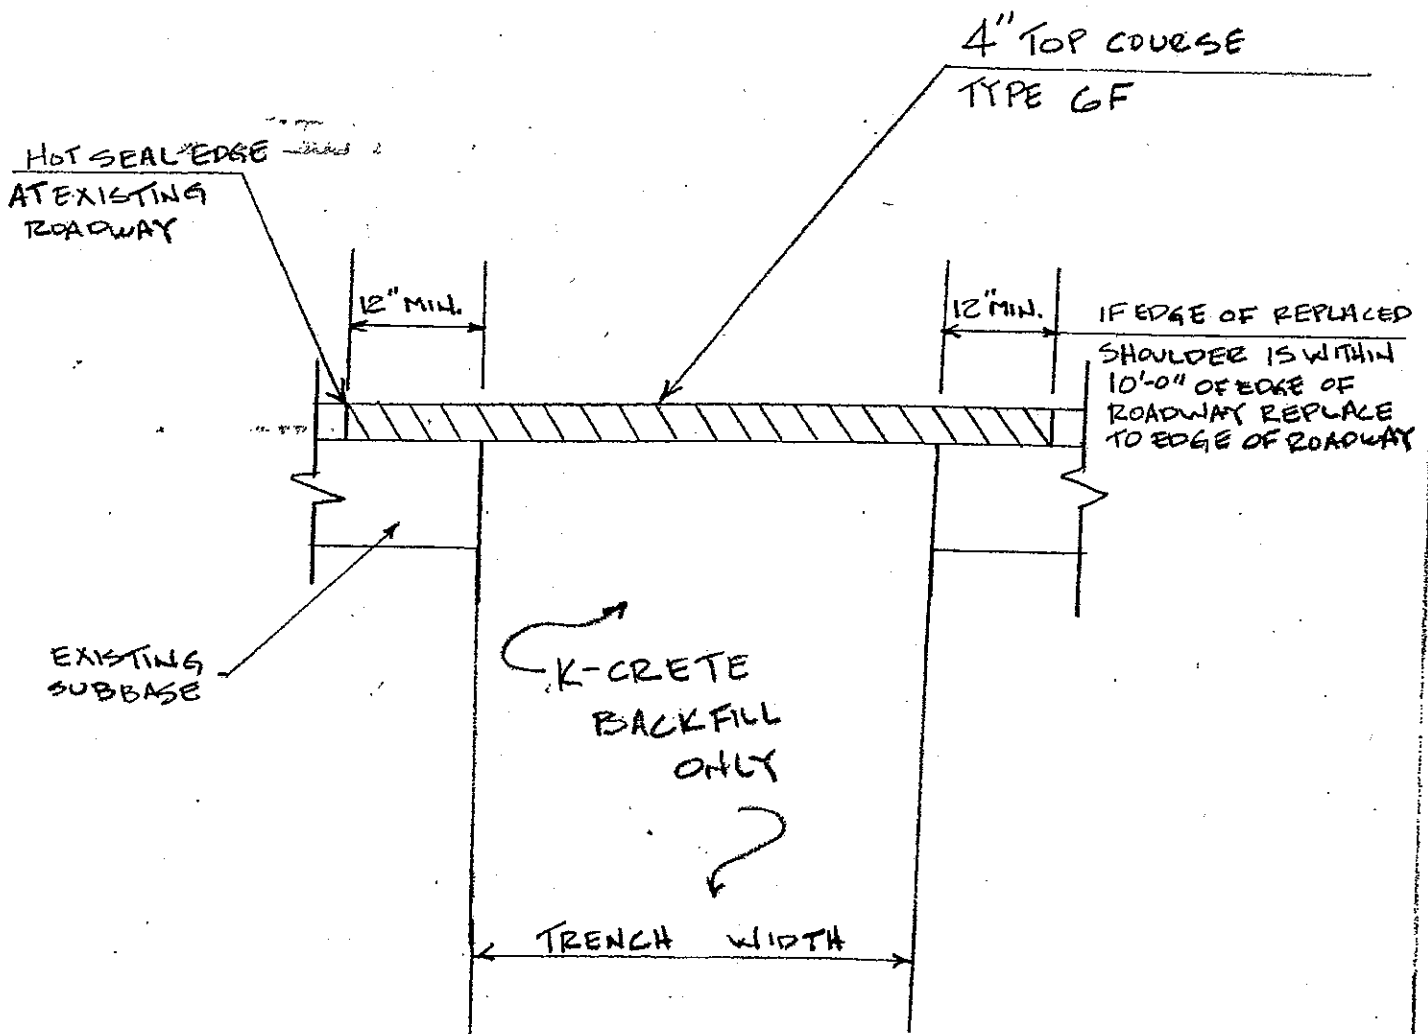 4" TOP COURSE
TYPE 6F
HOT SEAL EDGE
AT EXISTING
ROADWAY
12" MIN.
12" MIN.
IF EDGE OF REPLACED
SHOULDER IS WITHIN
10'-0" OF EDGE OF
ROADWAY REPLACE
TO EDGE OF ROADWAY
EXISTING
SUBBASE
K-CRETE
BACKFILL
ONLY
TRENCH WIDTH